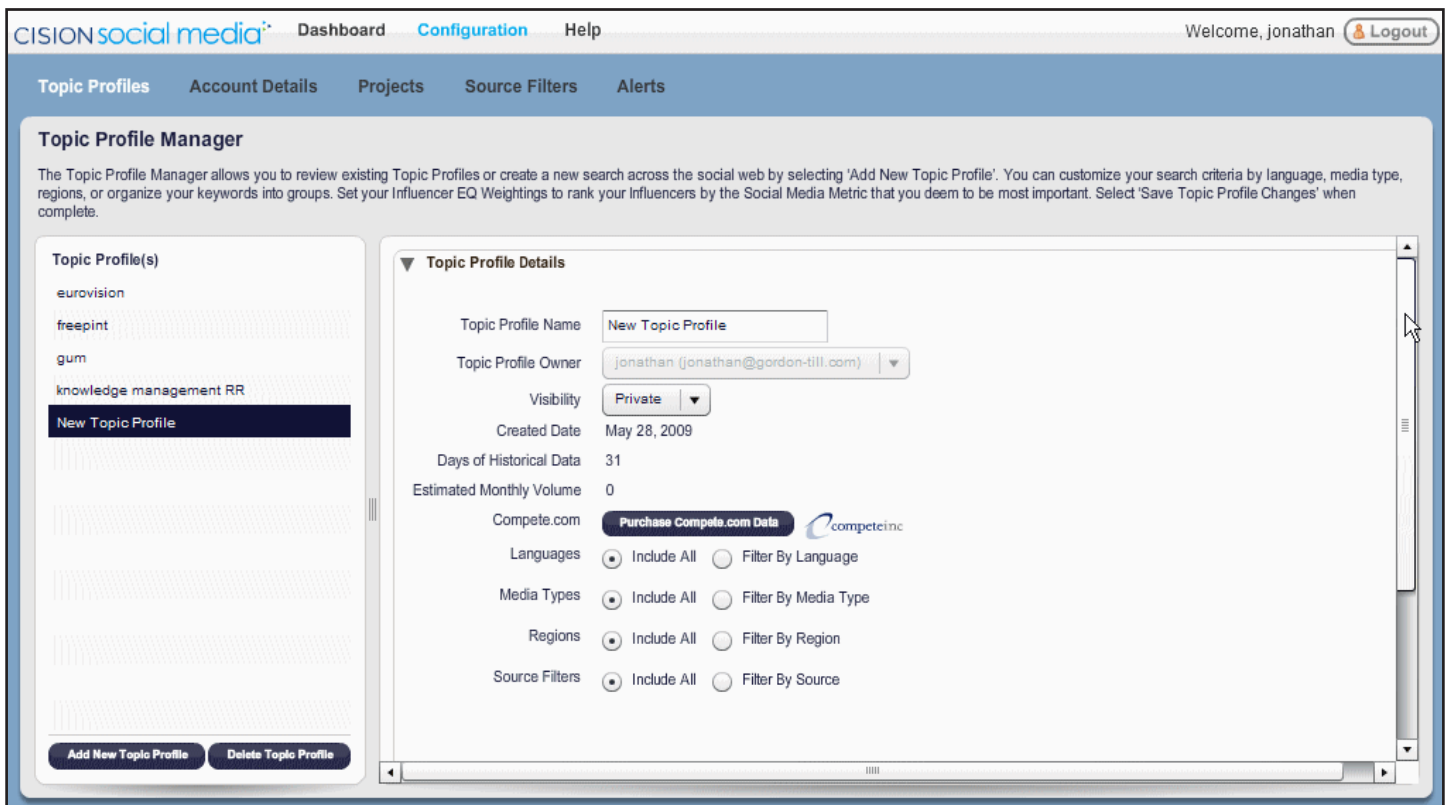 CISION social media Dashboard Configuration Help Welcome, jonathan Logout
Topic Profiles Account Details Projects Source Filters Alerts
Topic Profile Manager
The Topic Profile Manager allows you to review existing Topic Profiles or create a new search across the social web by selecting 'Add New Topic Profile'. You can customize your search criteria by language, media type,
regions, or organize your keywords into groups. Set your Influencer EQ Weightings to rank your Influencers by the Social Media Metric that you deem to be most important. Select 'Save Topic Profile Changes' when
complete.
Topic Profile(s)
eurovision
freepint
gum
knowledge management RR
New Topic Profile
Add New Topic Profile Delete Topic Profile
Topic Profile Details
Topic Profile Name New Topic Profile
Topic Profile Owner jonathan (jonathan@gordon-till.com)
Visibility Private
Created Date May 28, 2009
Days of Historical Data 31
Estimated Monthly Volume 0
Compete.com Purchase Compete.com Data competeinc
Languages Include All Filter By Language
Media Types Include All Filter By Media Type
Regions Include All Filter By Region
Source Filters Include All Filter By Source